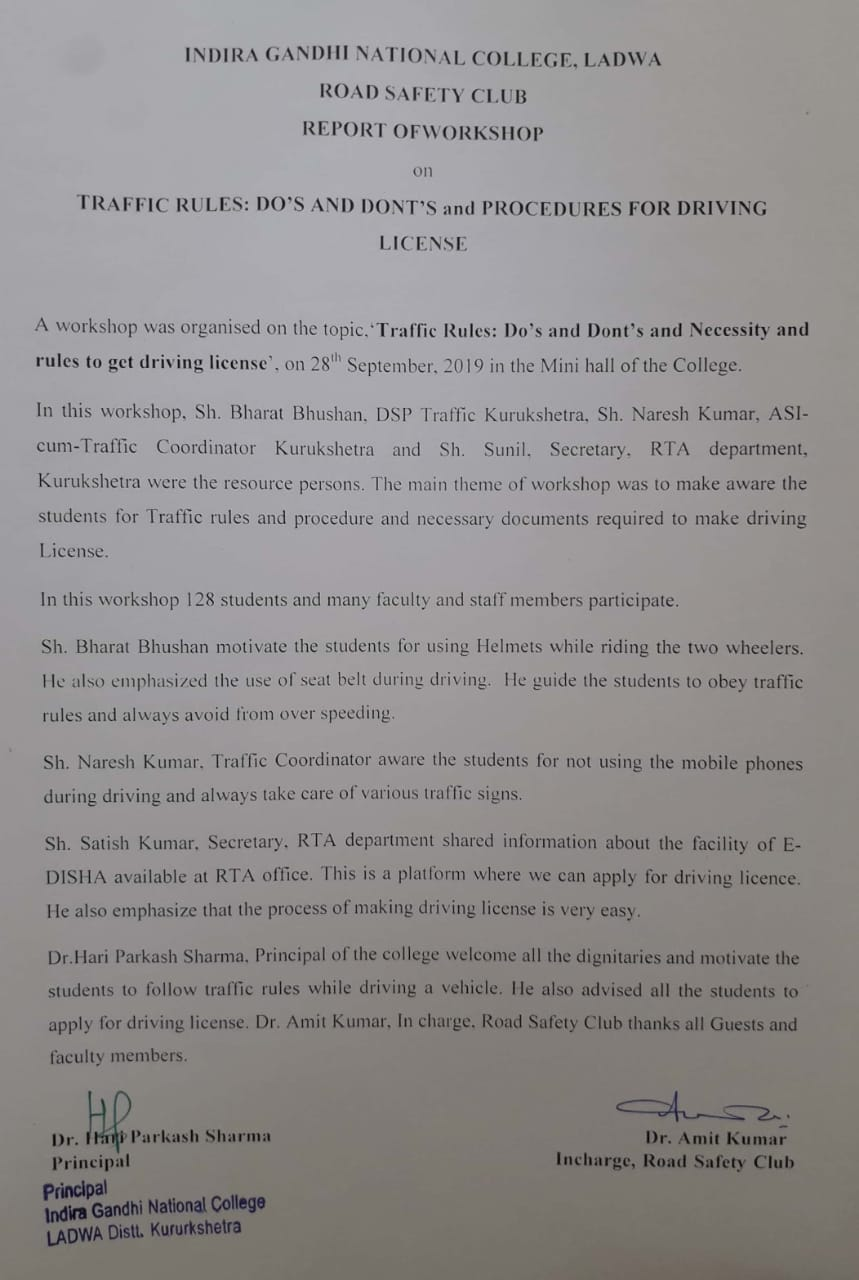 INDIRA GANDHI NATIONAL COLLEGE, LADWA
ROAD SAFETY CLUB
REPORT OFWORKSHOP
on
TRAFFIC RULES: DO'S AND DONT'S and PROCEDURES FOR DRIVING
LICENSE
A workshop was organised on the topic,‘Traffic Rules: Do's and Dont's and Necessity and
rules to get driving license’, on 28th September, 2019 in the Mini hall of the College.
In this workshop, Sh. Bharat Bhushan, DSP Traffic Kurukshetra, Sh. Naresh Kumar, ASI-
cum-Traffic Coordinator Kurukshetra and Sh. Sunil, Secretary, RTA department,
Kurukshetra were the resource persons. The main theme of workshop was to make aware the
students for Traffic rules and procedure and necessary documents required to make driving
License.
In this workshop 128 students and many faculty and staff members participate.
Sh. Bharat Bhushan motivate the students for using Helmets while riding the two wheelers.
He also emphasized the use of seat belt during driving. He guide the students to obey traffic
rules and always avoid from over speeding.
Sh. Naresh Kumar, Traffic Coordinator aware the students for not using the mobile phones
during driving and always take care of various traffic signs.
Sh. Satish Kumar, Secretary, RTA department shared information about the facility of E-
DISHA available at RTA office. This is a platform where we can apply for driving licence.
He also emphasize that the process of making driving license is very easy.
Dr.Hari Parkash Sharma, Principal of the college welcome all the dignitaries and motivate the
students to follow traffic rules while driving a vehicle. He also advised all the students to
apply for driving license. Dr. Amit Kumar, In charge, Road Safety Club thanks all Guests and
faculty members.
Dr. Hari Parkash Sharma
Principal
Dr. Amit Kumar
Incharge, Road Safety Club
Principal
Indira Gandhi National College
LADWA Distt. Kururkshetra